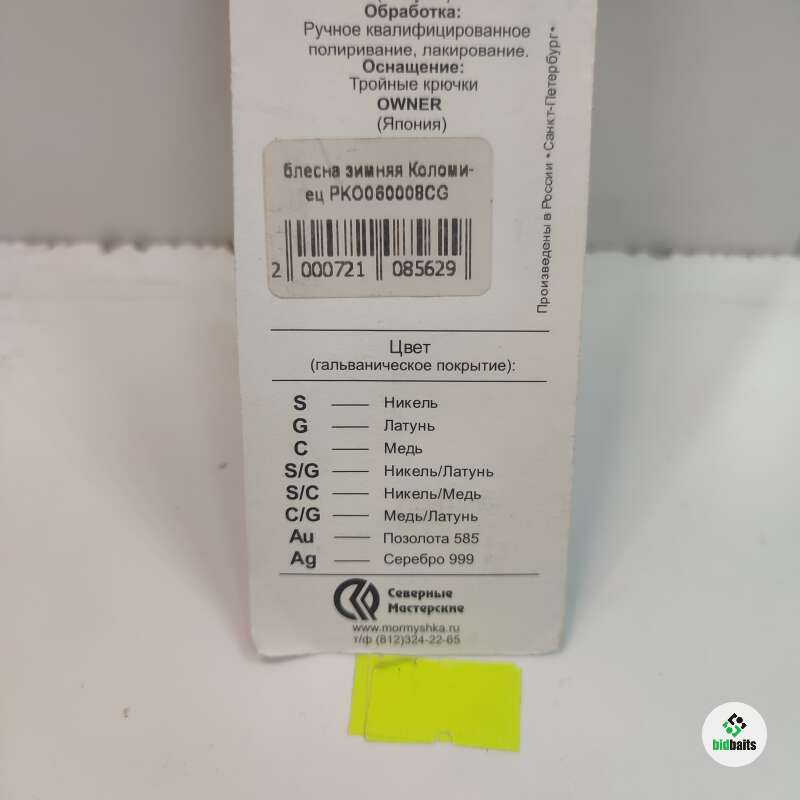 Обработка:
Ручное квалифицированное
полиривание, лакирование.
Оснащение:
Тройные крючки
OWNER
(Япония)
Произведены в России • Санкт-Петербург •
блесна зимняя Коломи-
ец PKO060008CG
2 000721 085629
Цвет
(гальваническое покрытие):
S — Никель
G — Латунь
C — Медь
S/G — Никель/Латунь
S/C — Никель/Медь
C/G — Медь/Латунь
Au — Позолота 585
Ag — Серебро 999
Северные
Мастерские
www.mormyshka.ru
т/ф (812)324-22-65
bidbaits